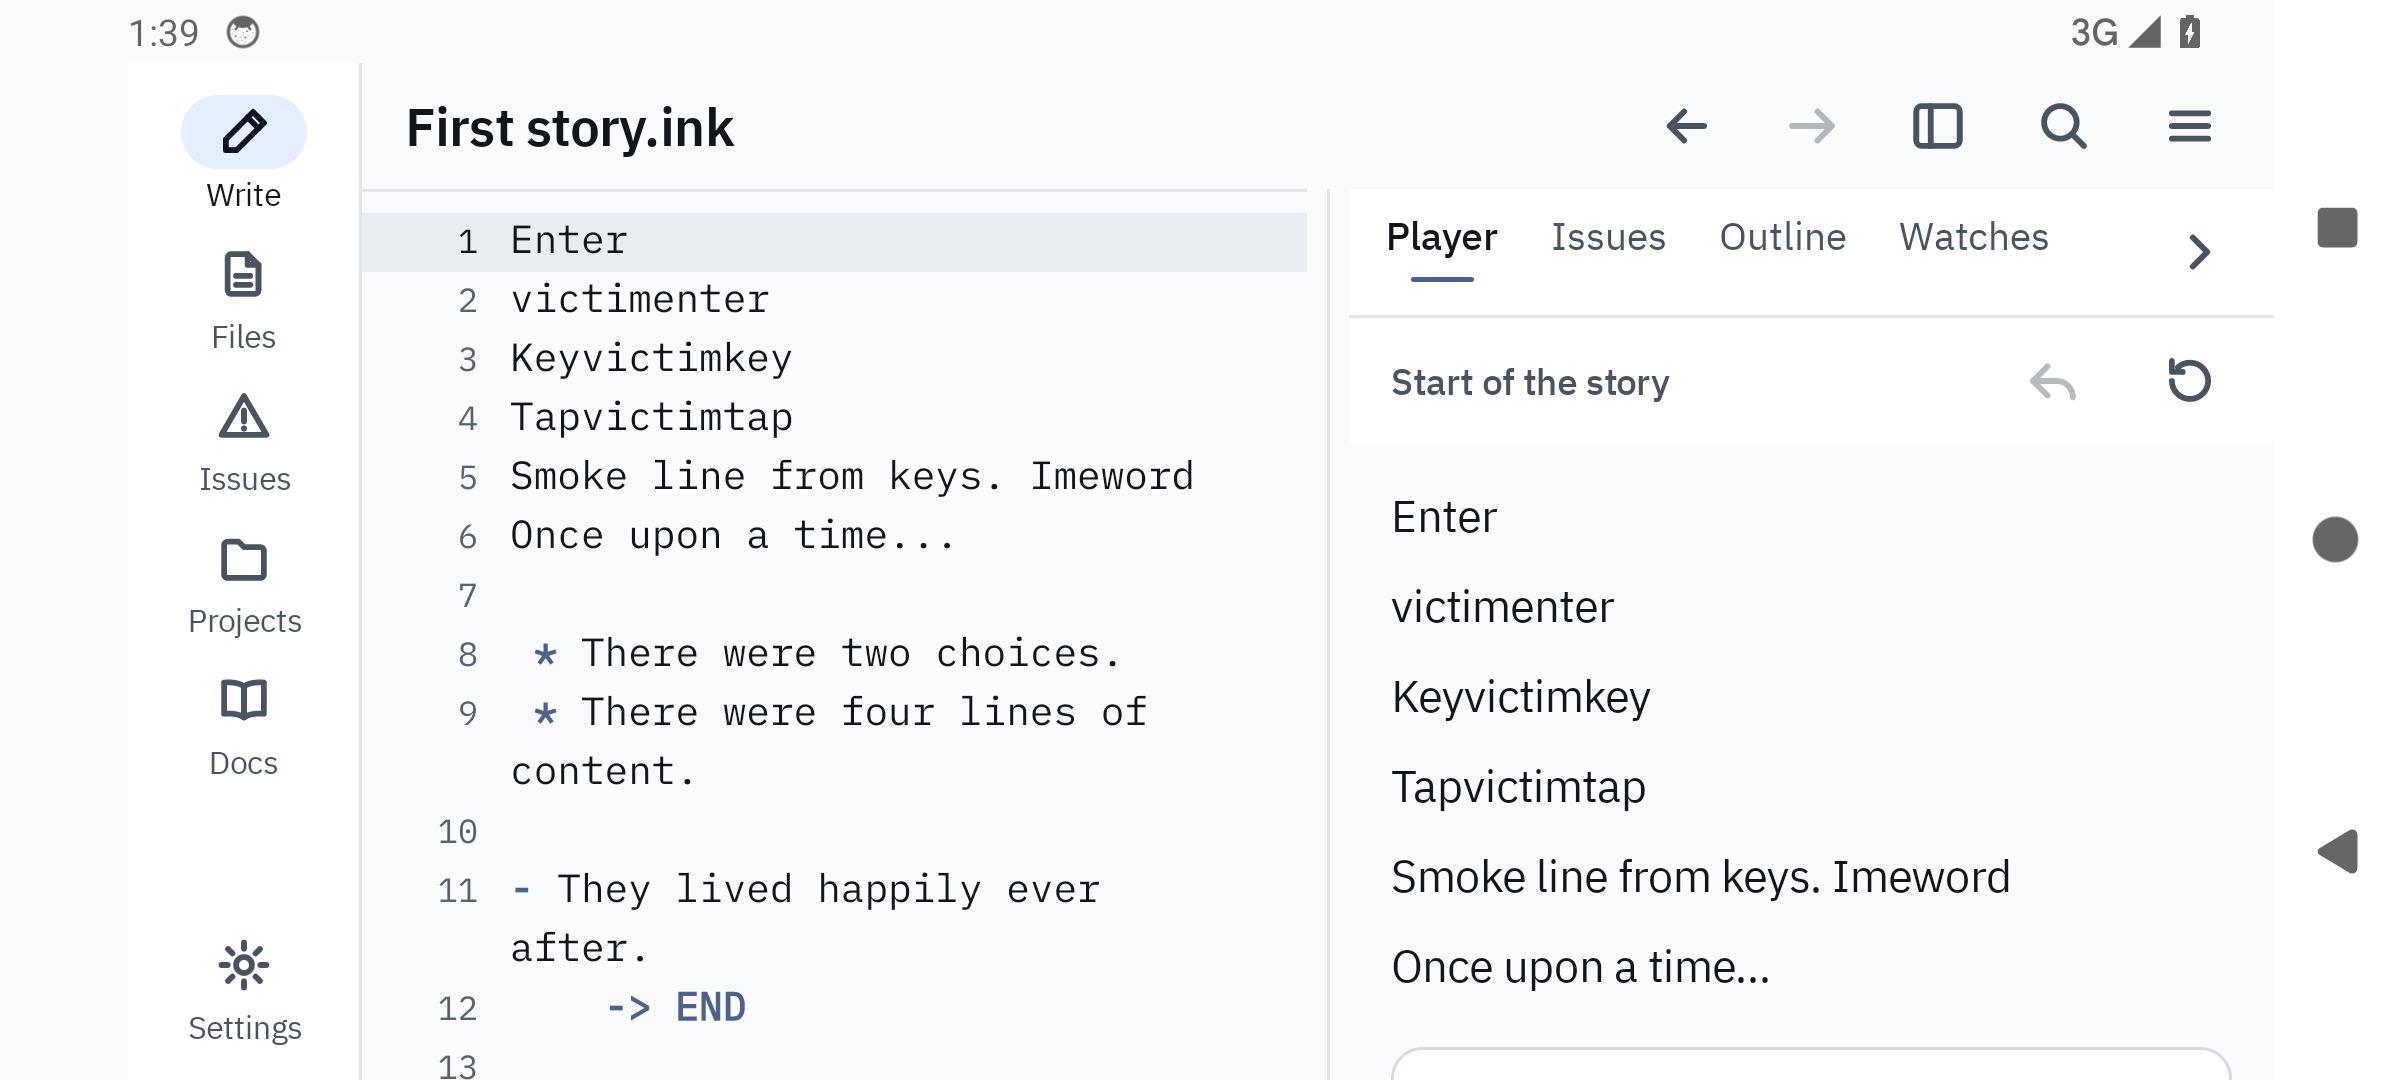 1:39
3G
Write
Files
Issues
Projects
Docs
Settings
First story.ink
1 Enter
2 victimenter
3 Keyvictimkey
4 Tapvictimtap
5 Smoke line from keys. Imeword
6 Once upon a time...
7
8 * There were two choices.
9 * There were four lines of
content.
10
11 - They lived happily ever
after.
12 -> END
13
Player Issues Outline Watches
Start of the story
Enter
victimenter
Keyvictimkey
Tapvictimtap
Smoke line from keys. Imeword
Once upon a time...